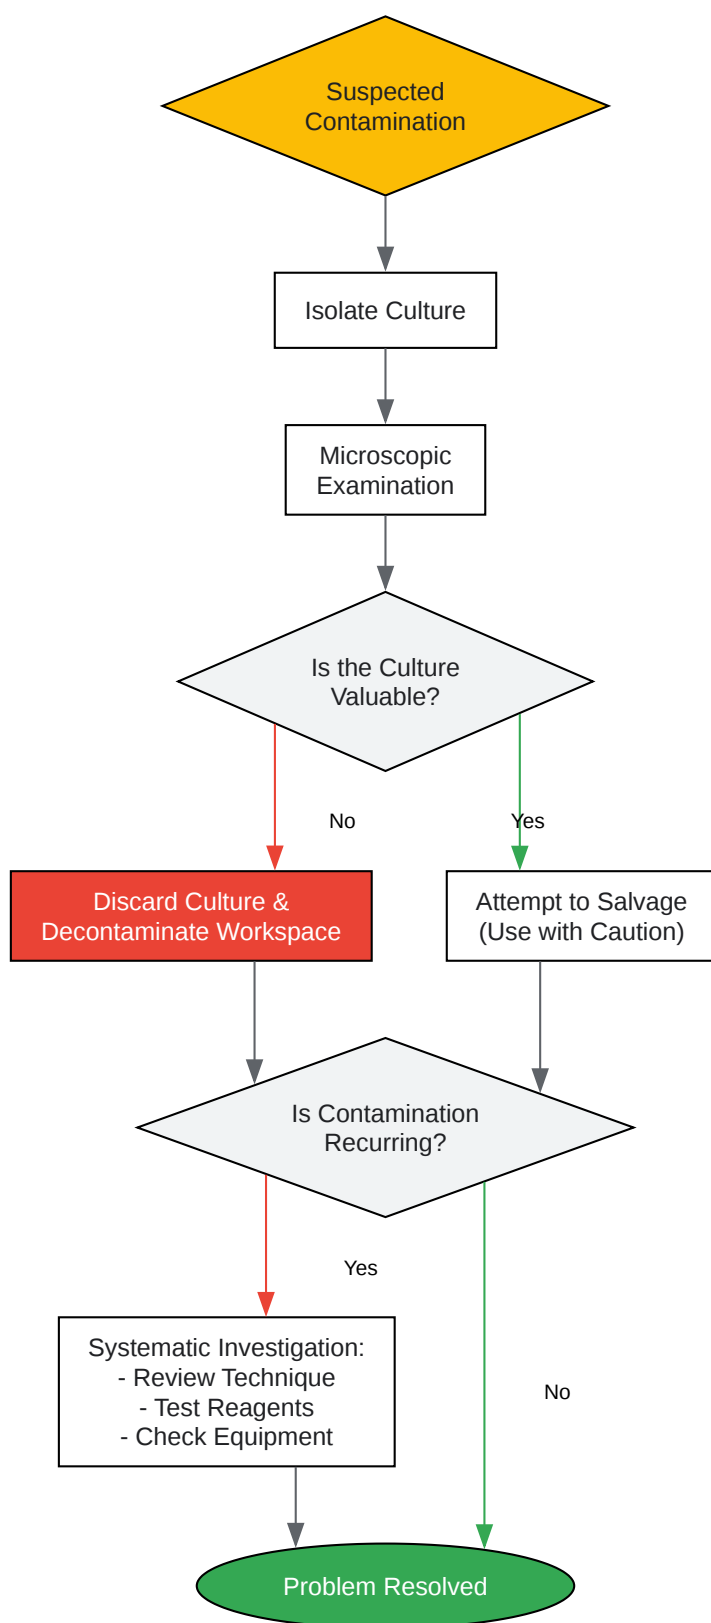 Suspected
Contamination
Isolate Culture
Microscopic
Examination
Is the Culture
Valuable?
No
Yes
Discard Culture &
Decontaminate Workspace
Attempt to Salvage
(Use with Caution)
Is Contamination
Recurring?
Yes
Systematic Investigation:
- Review Technique
- Test Reagents
- Check Equipment
No
Problem Resolved